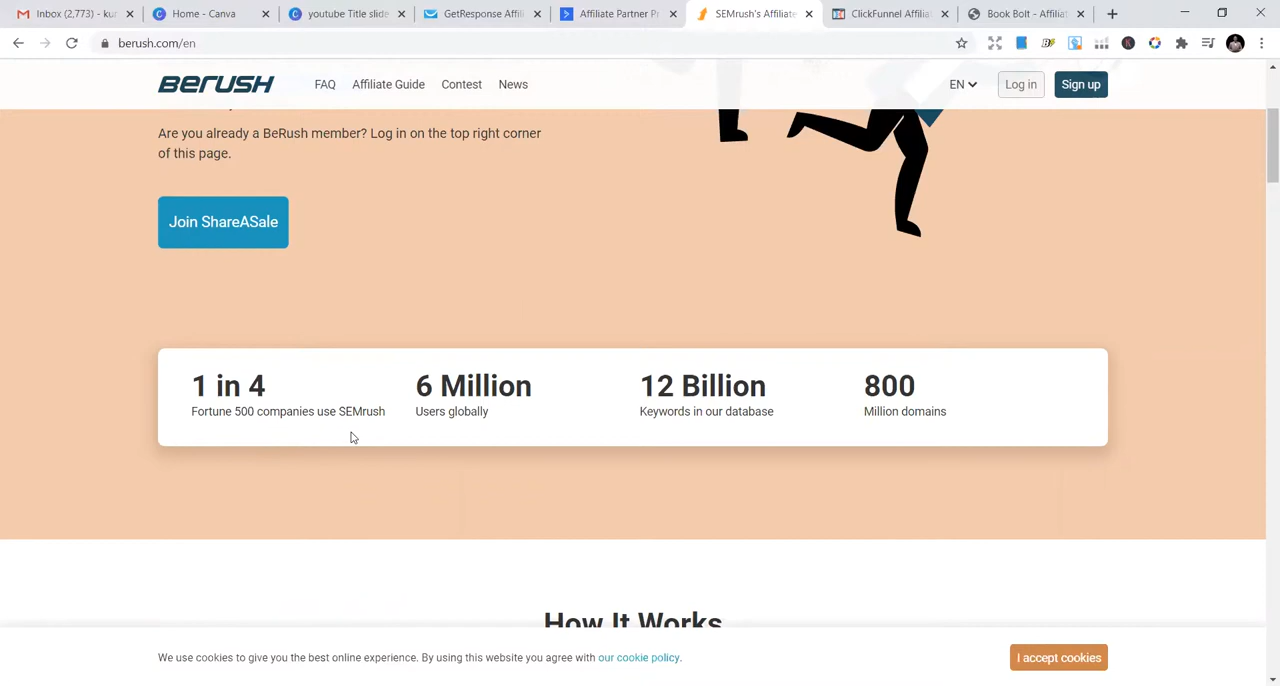 Inbox (2,773) - kur
Home - Canva
youtube Title slide
GetResponse Affili
Affiliate Partner Pr
SEMrush's Affiliate
ClickFunnel Affilia
Book Bolt - Affiliat
berush.com/en
BERUSH
FAQ
Affiliate Guide
Contest
News
EN
Log in
Sign up
Are you already a BeRush member? Log in on the top right corner
of this page.
Join ShareASale
1 in 4
Fortune 500 companies use SEMrush
6 Million
Users globally
12 Billion
Keywords in our database
800
Million domains
How It Works
We use cookies to give you the best online experience. By using this website you agree with our cookie policy.
I accept cookies